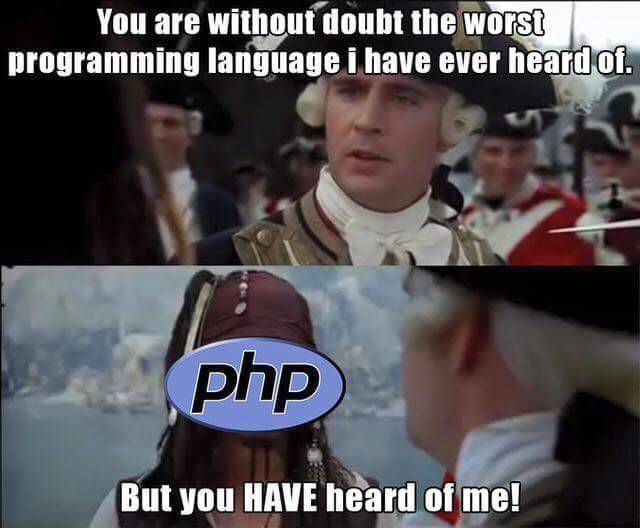 You are without doubt the worst
programming language i have ever heard of.
php
But you HAVE heard of me!